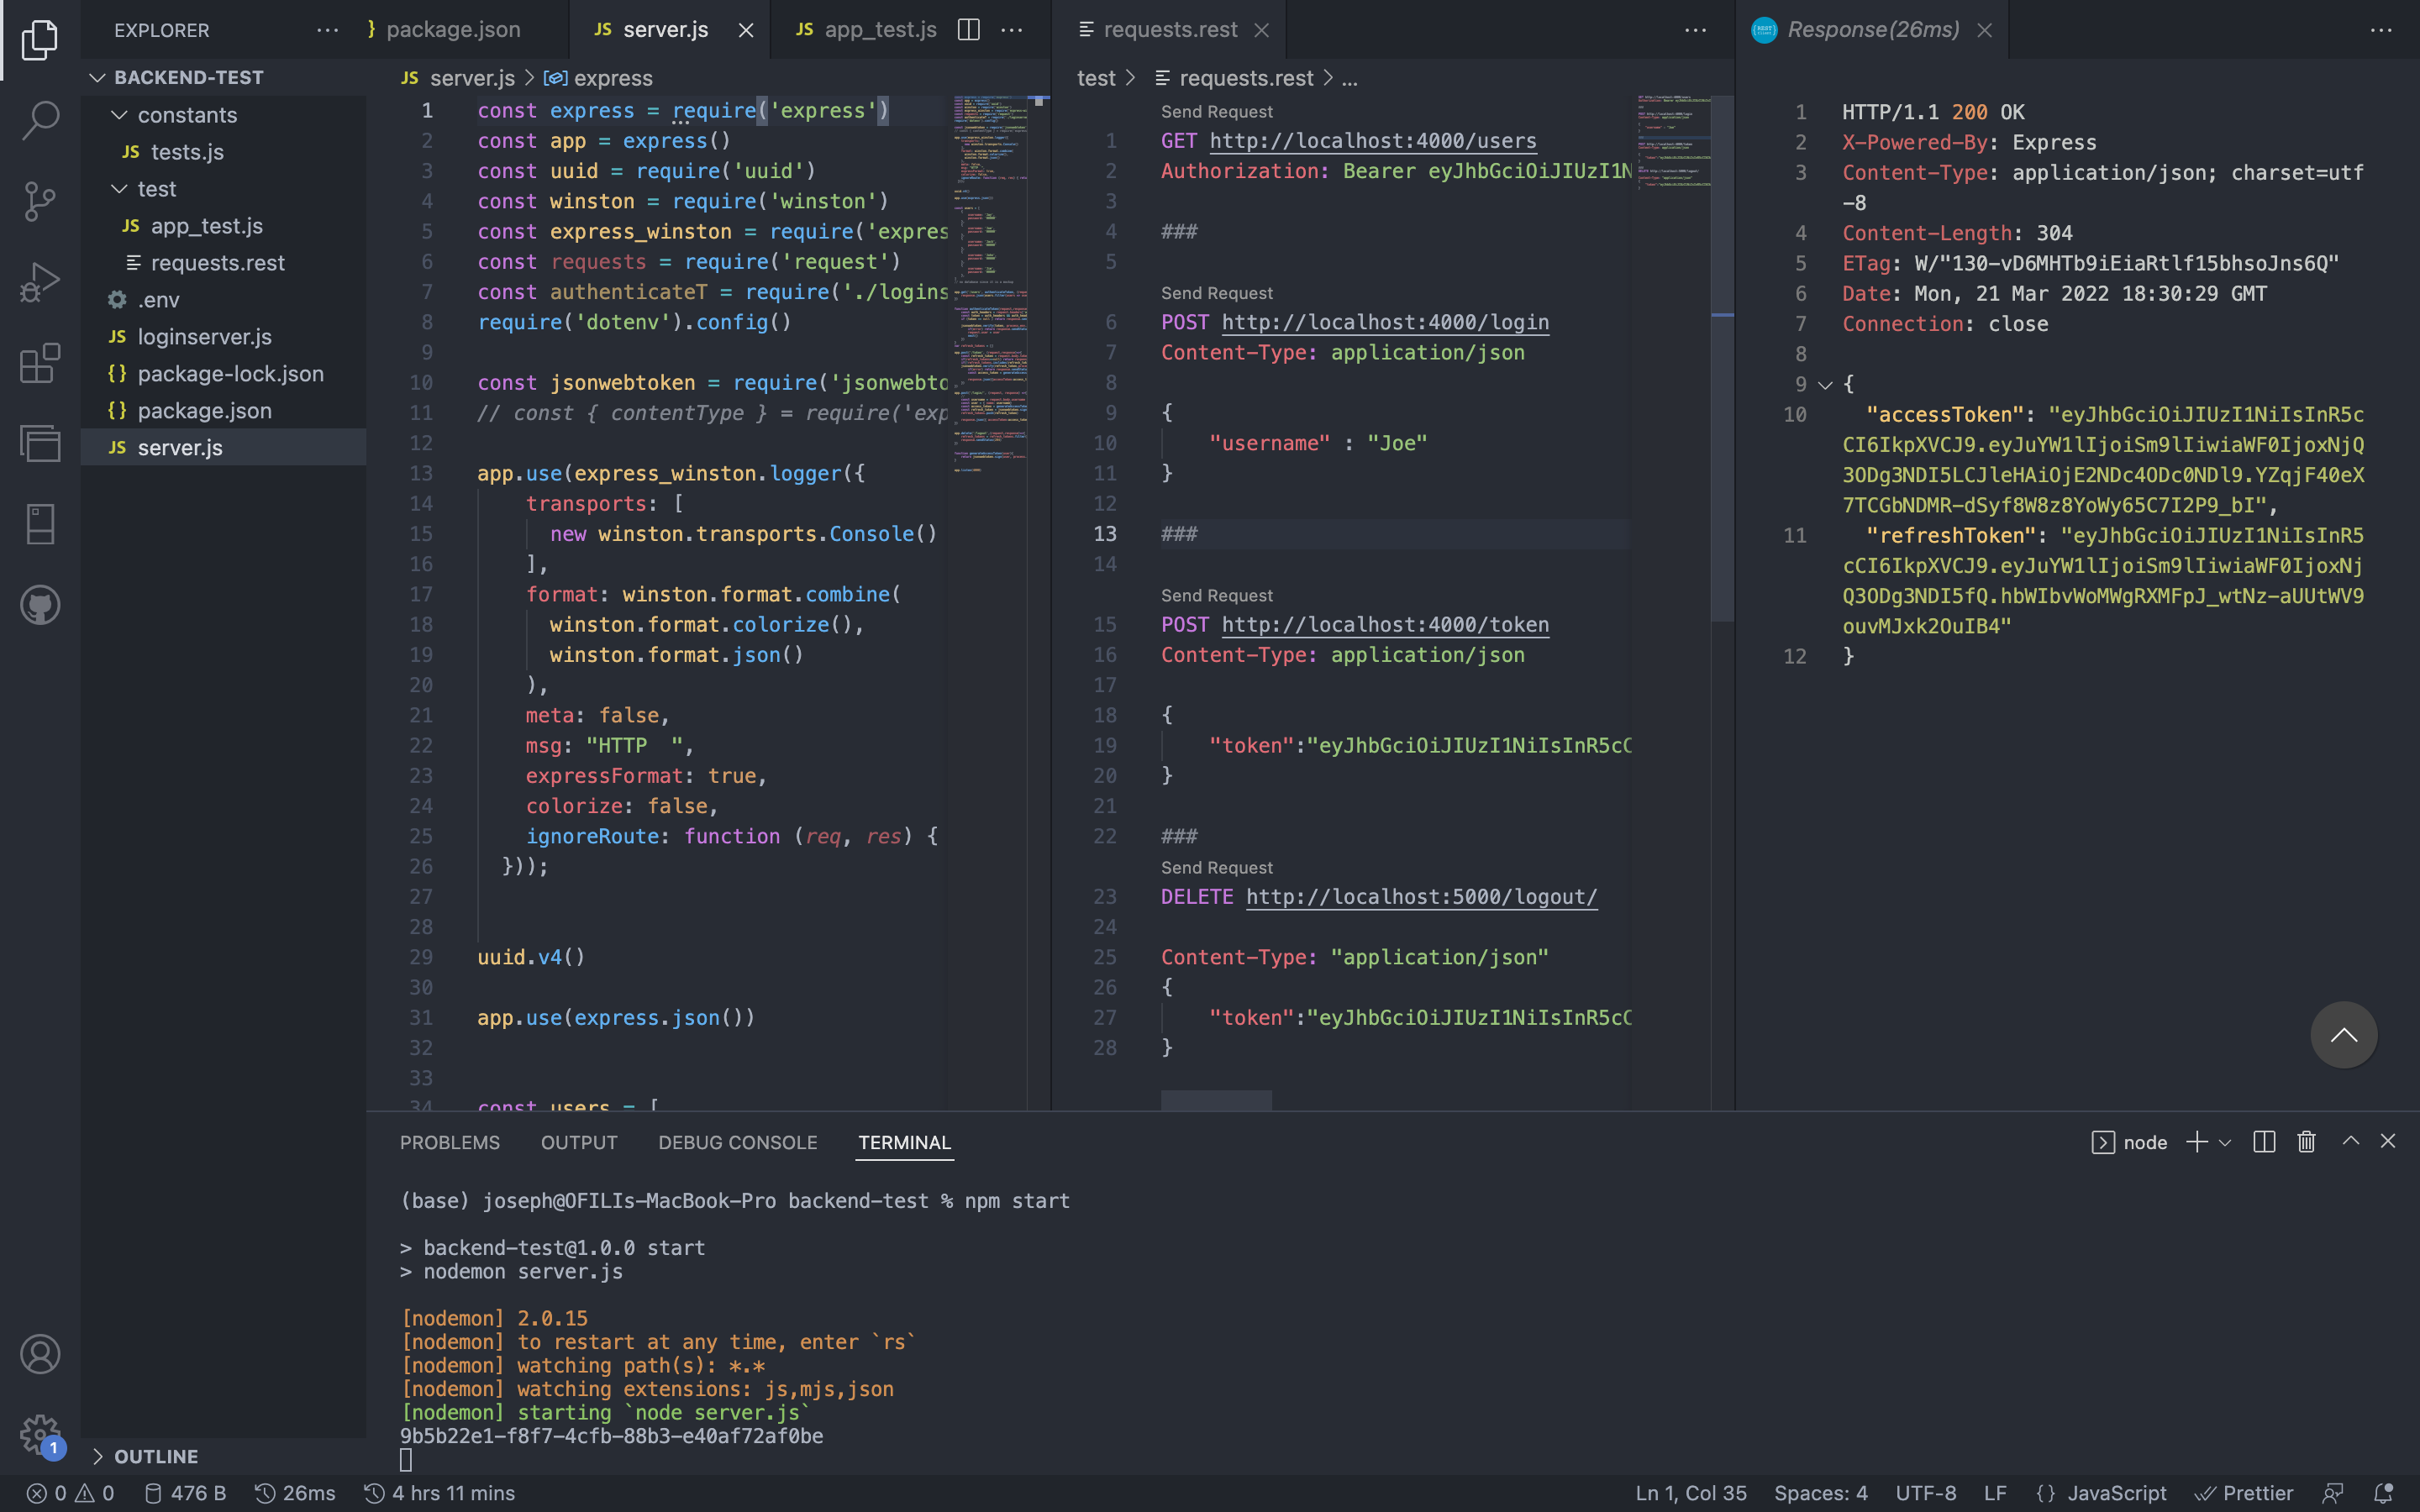 EXPLORER
package.json
JS server.js
JS app_test.js
requests.rest
Response(26ms)
BACKEND-TEST
constants
JS tests.js
test
JS app_test.js
requests.rest
.env
JS loginserver.js
{} package-lock.json
{} package.json
JS server.js
OUTLINE
JS server.js > express
1 const express = require('express')
2 const app = express()
3 const uuid = require('uuid')
4 const winston = require('winston')
5 const express_winston = require('expres
6 const requests = require('request')
7 const authenticateT = require('./logins
8 require('dotenv').config()
9
10 const jsonwebtoken = require('jsonwebto
11 // const { contentType } = require('exp
12
13 app.use(express_winston.logger({
14 transports: [
15 new winston.transports.Console()
16 ],
17 format: winston.format.combine(
18 winston.format.colorize(),
19 winston.format.json()
20 ),
21 meta: false,
22 msg: "HTTP  ",
23 expressFormat: true,
24 colorize: false,
25 ignoreRoute: function (req, res) {
26 }));
27
28
29 uuid.v4()
30
31 app.use(express.json())
32
33
34 const users = [
test > requests.rest > ...
Send Request
1 GET http://localhost:4000/users
2 Authorization: Bearer eyJhbGciOiJIUzI1N
3
4 ###
5
Send Request
6 POST http://localhost:4000/login
7 Content-Type: application/json
8
9 {
10 "username" : "Joe"
11 }
12
13 ###
14
Send Request
15 POST http://localhost:4000/token
16 Content-Type: application/json
17
18 {
19 "token":"eyJhbGciOiJIUzI1NiIsInR5cC
20 }
21
22 ###
Send Request
23 DELETE http://localhost:5000/logout/
24
25 Content-Type: "application/json"
26 {
27 "token":"eyJhbGciOiJIUzI1NiIsInR5cC
28 }
1 HTTP/1.1 200 OK
2 X-Powered-By: Express
3 Content-Type: application/json; charset=utf
-8
4 Content-Length: 304
5 ETag: W/"130-vD6MHTb9iEiaRtlf15bhsoJns6Q"
6 Date: Mon, 21 Mar 2022 18:30:29 GMT
7 Connection: close
8
9 {
10 "accessToken": "eyJhbGciOiJIUzI1NiIsInR5c
CI6IkpXVCJ9.eyJuYW1lIjoiSm9lIiwiaWF0IjoxNjQ
3ODg3NDI5LCJleHAiOjE2NDc4ODc0NDl9.YZqjF40eX
7TCGbNDMR-dSyf8W8z8YoWy65C7I2P9_bI",
11 "refreshToken": "eyJhbGciOiJIUzI1NiIsInR5
cCI6IkpXVCJ9.eyJuYW1lIjoiSm9lIiwiaWF0IjoxNj
Q3ODg3NDI5fQ.hbWIbvWoMWgRXMFpJ_wtNz-aUUtWV9
ouvMJxk2OuIB4"
12 }
PROBLEMS OUTPUT DEBUG CONSOLE TERMINAL
node
(base) joseph@OFILIs-MacBook-Pro backend-test % npm start
> backend-test@1.0.0 start
> nodemon server.js
[nodemon] 2.0.15
[nodemon] to restart at any time, enter `rs`
[nodemon] watching path(s): *.*
[nodemon] watching extensions: js,mjs,json
[nodemon] starting `node server.js`
9b5b22e1-f8f7-4cfb-88b3-e40af72af0be
1
0 0 476 B 26ms 4 hrs 11 mins
Ln 1, Col 35 Spaces: 4 UTF-8 LF {} JavaScript Prettier